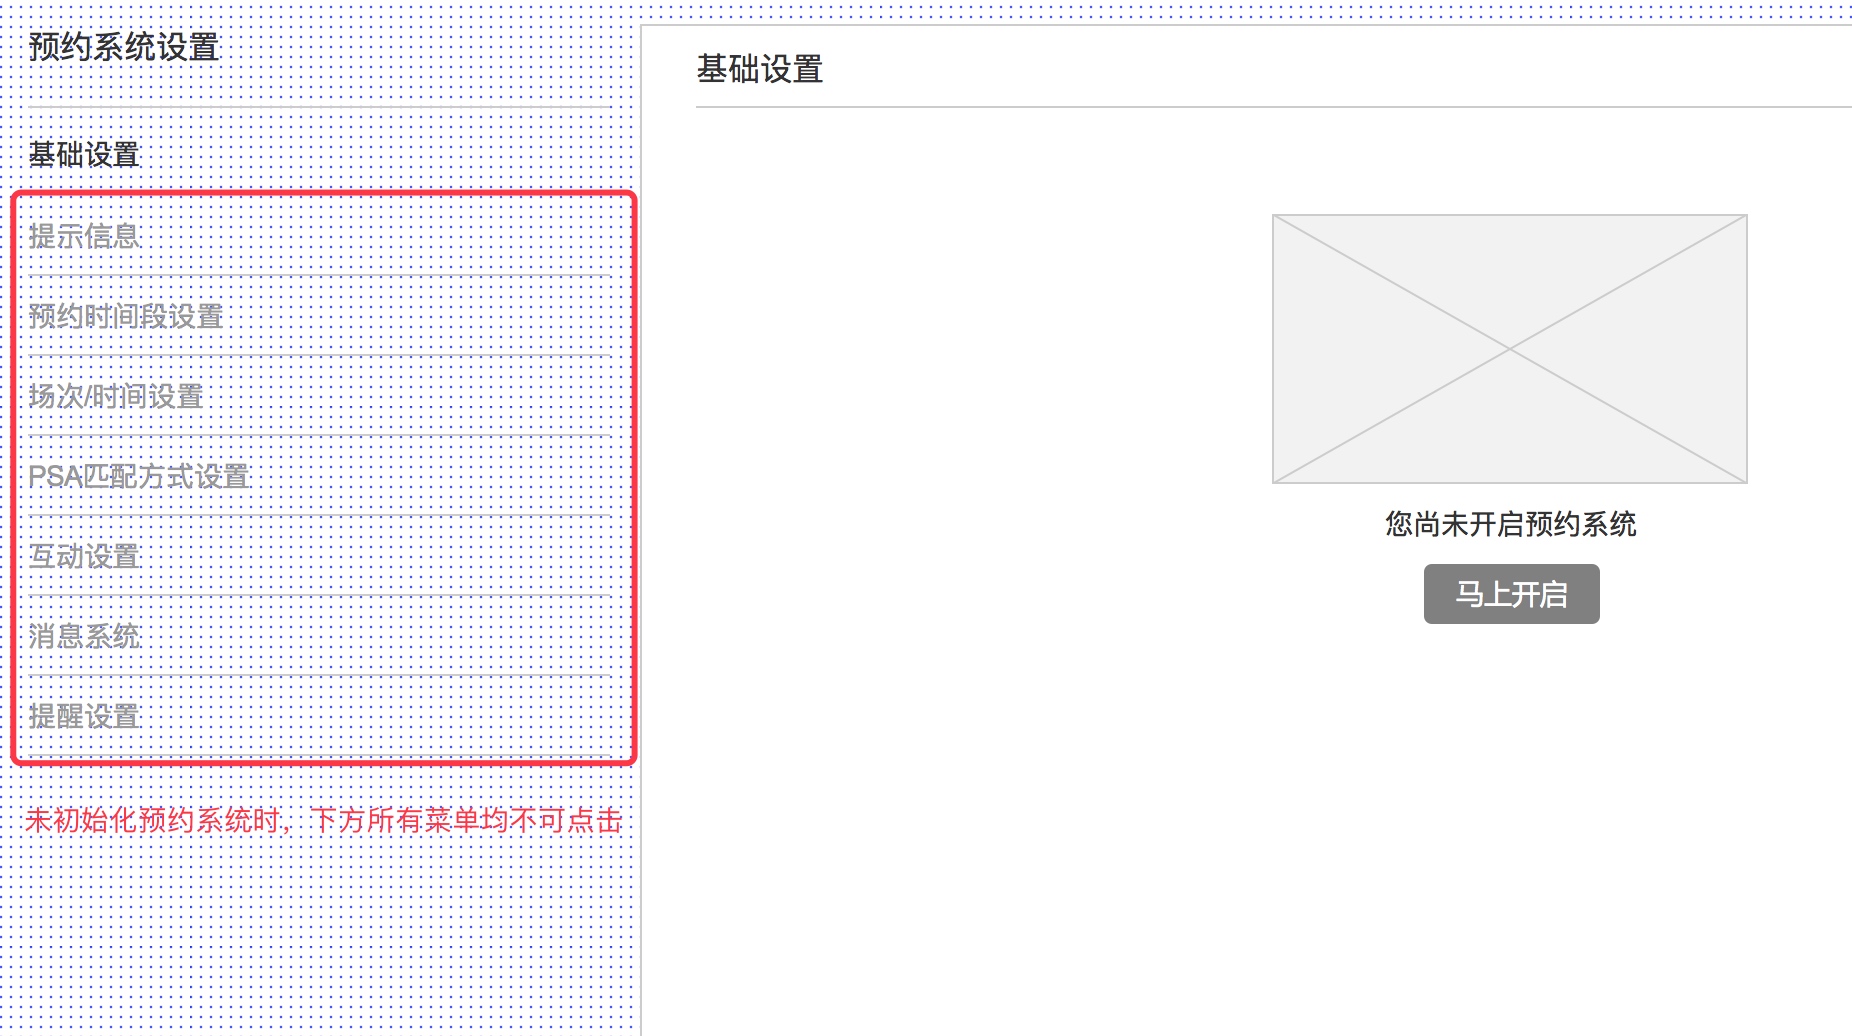 预约系统设置
基础设置
提示信息
预约时间段设置
场次/时间设置
PSA匹配方式设置
互动设置
消息系统
提醒设置
未初始化预约系统时，下方所有菜单均不可点击
基础设置
您尚未开启预约系统
马上开启